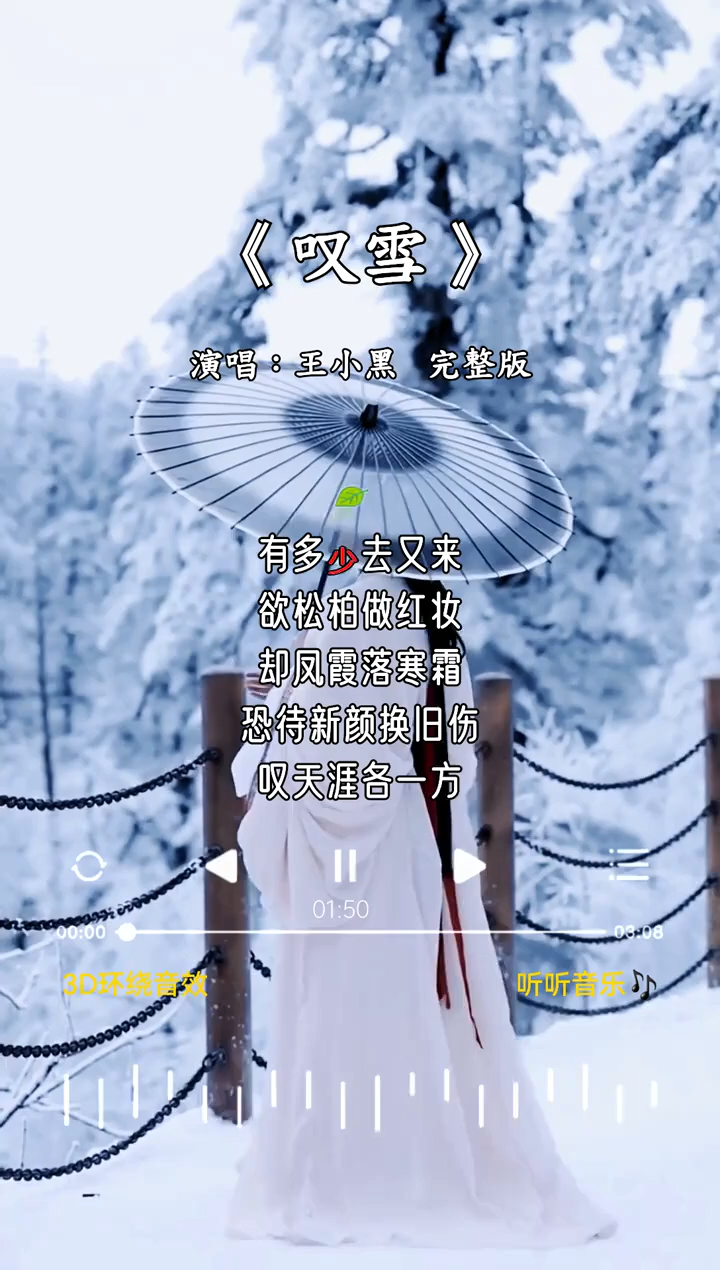 《叹雪》
演唱：王小黑 完整版
有多少去又来
欲松柏做红妆
却凤霞落寒霜
恐待新颜换旧伤
叹天涯各一方
01:50
00:00 03:08
3D环绕音效 听听音乐🎶